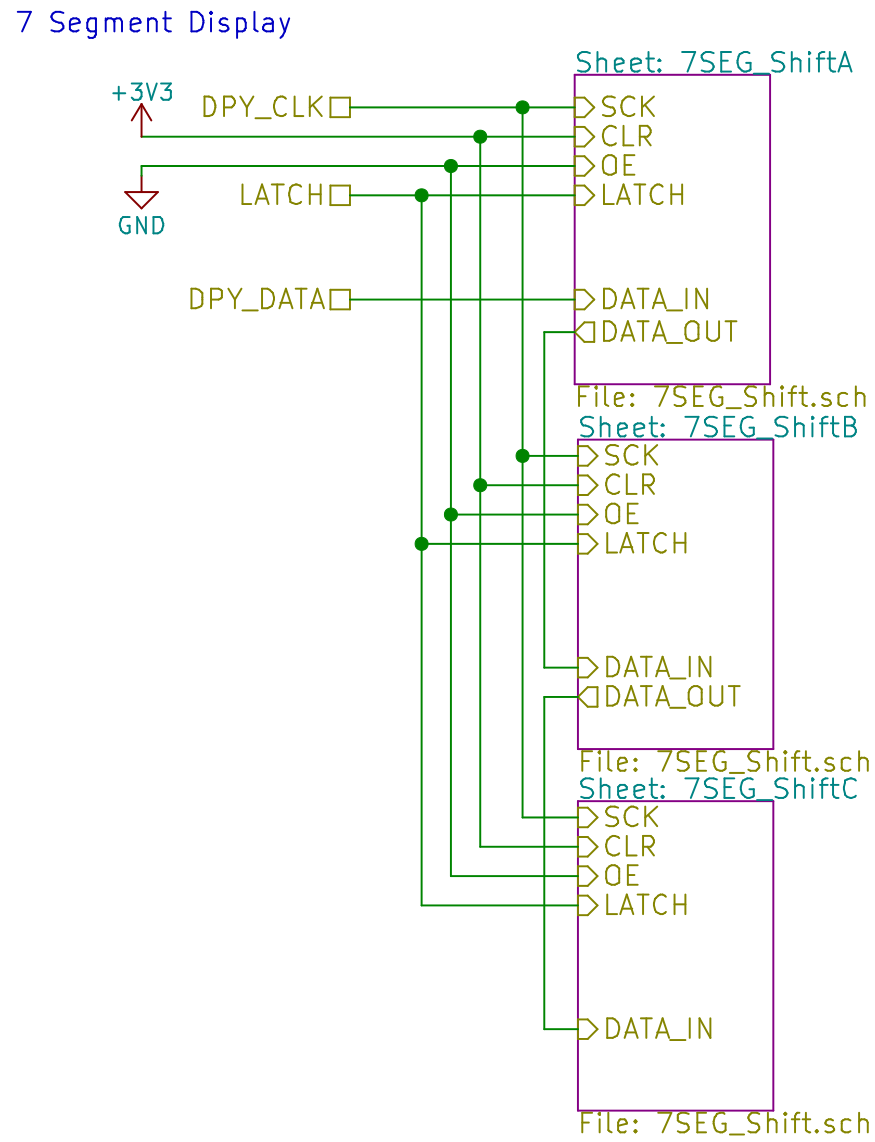 7 Segment Display
Sheet: 7SEG_ShiftA
+3V3
DPY_CLK
SCK
CLR
OE
LATCH
LATCH
GND
DPY_DATA
DATA_IN
DATA_OUT
File: 7SEG_Shift.sch
Sheet: 7SEG_ShiftB
SCK
CLR
OE
LATCH
DATA_IN
DATA_OUT
File: 7SEG_Shift.sch
Sheet: 7SEG_ShiftC
SCK
CLR
OE
LATCH
DATA_IN
File: 7SEG_Shift.sch